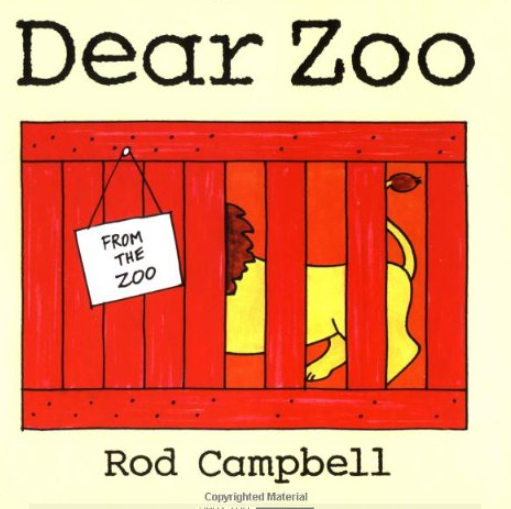 Dear Zoo
FROM
THE
ZOO
Rod Campbell
Copyrighted Material